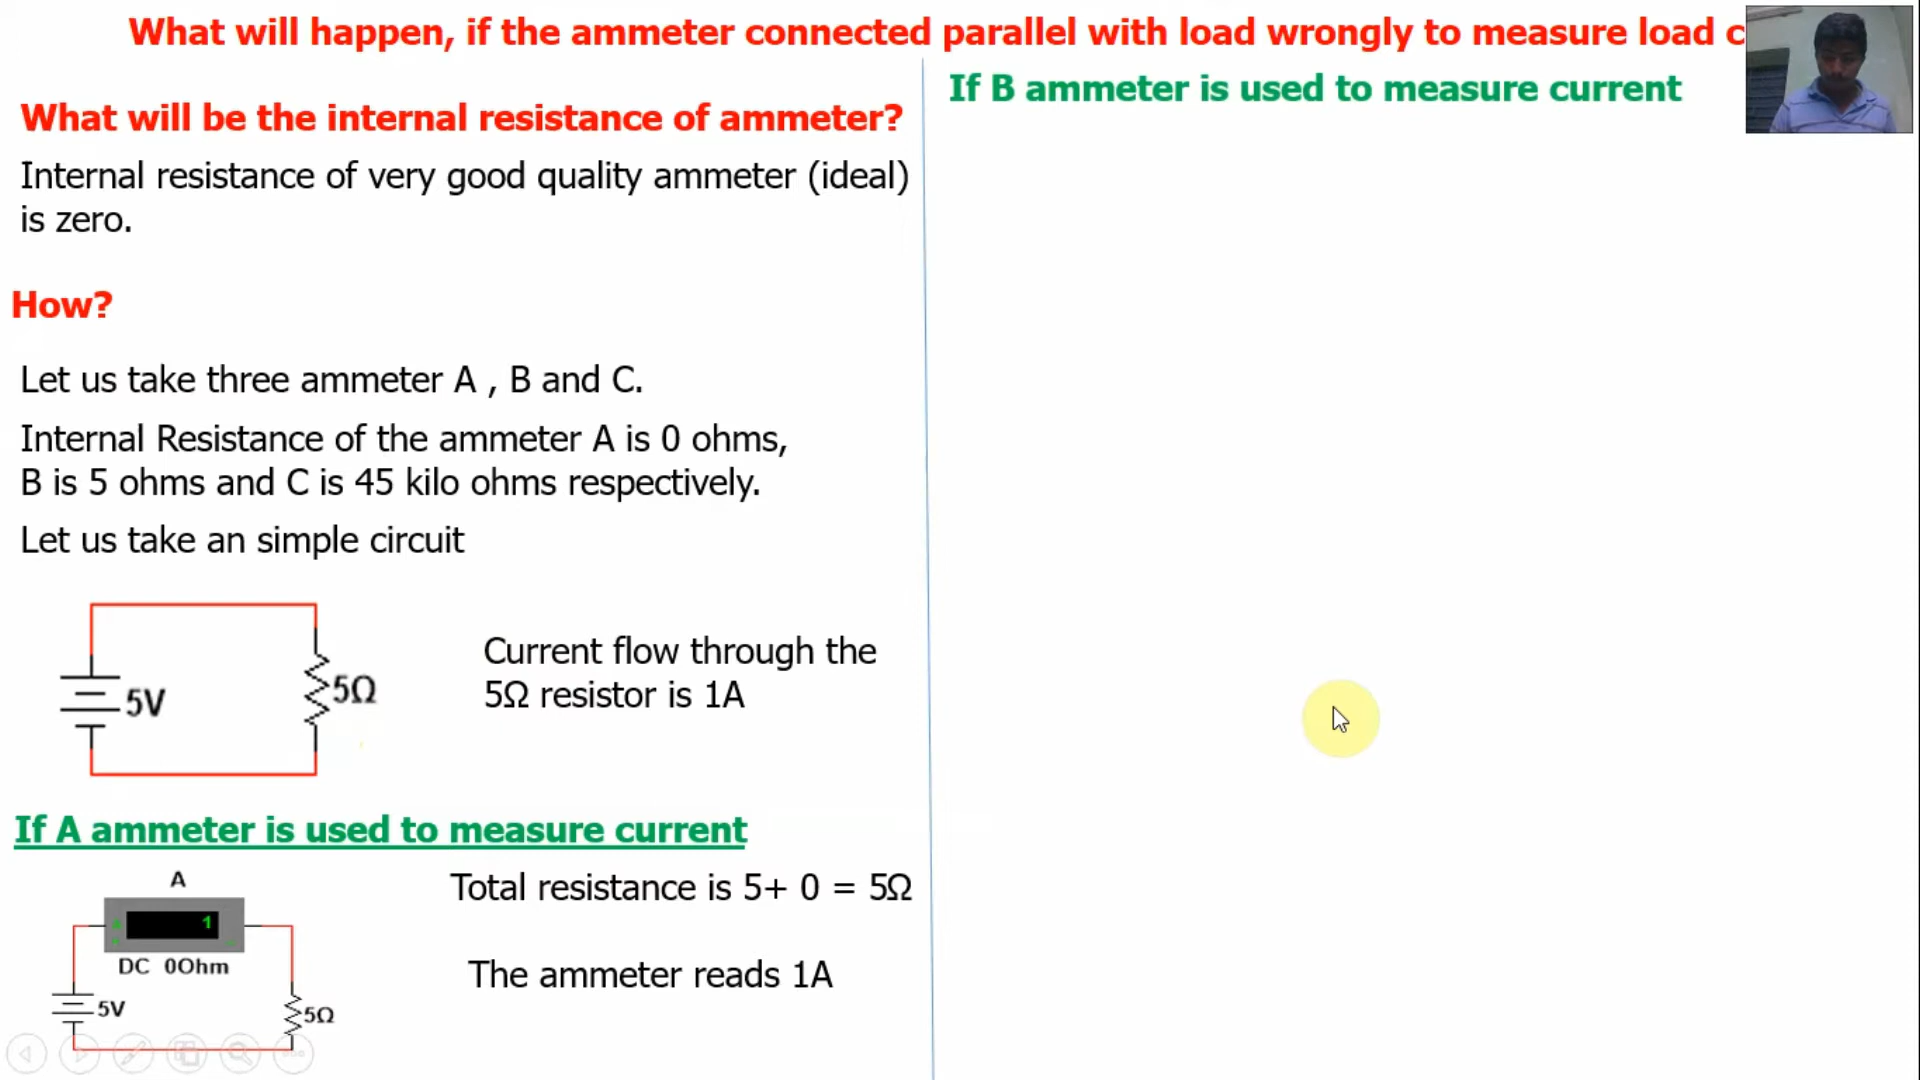 What will happen, if the ammeter connected parallel with load wrongly to measure load c
What will be the internal resistance of ammeter?
Internal resistance of very good quality ammeter (ideal)
is zero.
How?
Let us take three ammeter A , B and C.
Internal Resistance of the ammeter A is 0 ohms,
B is 5 ohms and C is 45 kilo ohms respectively.
Let us take an simple circuit
5V
5Ω
Current flow through the
5Ω resistor is 1A
If A ammeter is used to measure current
A
1
DC 0Ohm
5V
5Ω
Total resistance is 5+ 0 = 5Ω
The ammeter reads 1A
If B ammeter is used to measure current